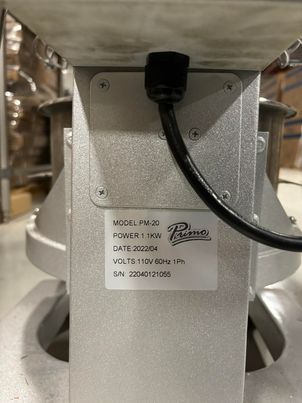 MODEL:PM-20
Primo
POWER:1.1KW
DATE:2022/04
VOLTS:110V 60Hz 1Ph
S/N: 22040121055